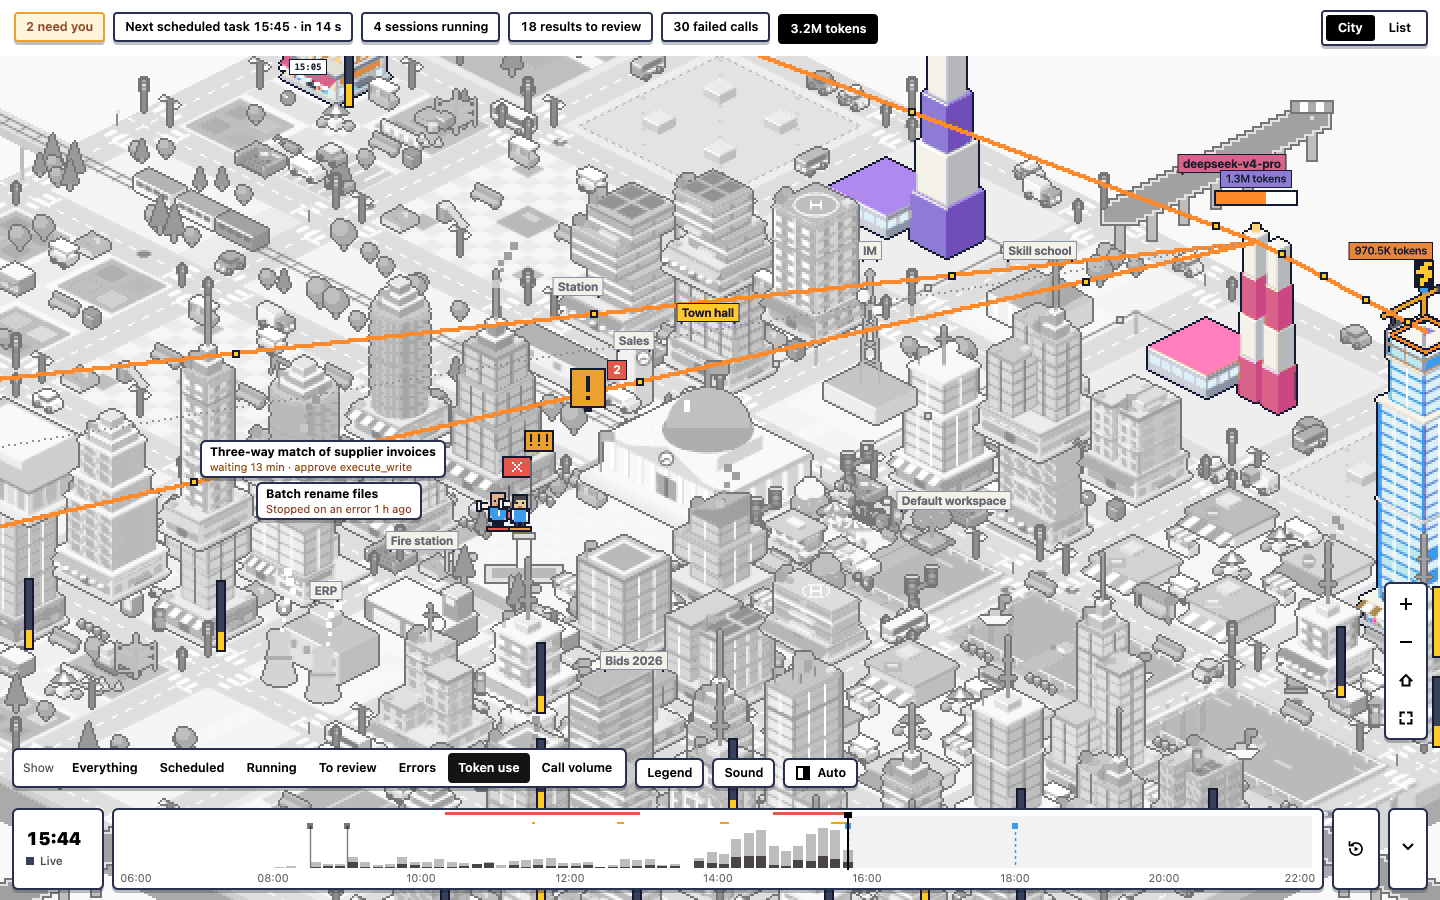 2 need you
Next scheduled task 15:45 · in 14 s
4 sessions running
18 results to review
30 failed calls
3.2M tokens
City
List
15:05
deepseek-v4-pro
1.3M tokens
970.5K tokens
IM
Skill school
Station
Town hall
Sales
2
!
!!!
Three-way match of supplier invoices
waiting 13 min · approve execute_write
Batch rename files
Stopped on an error 1 h ago
Default workspace
Fire station
ERP
Bids 2026
H
H
+
−
Show
Everything
Scheduled
Running
To review
Errors
Token use
Call volume
Legend
Sound
Auto
15:44
Live
06:00
08:00
10:00
12:00
14:00
16:00
18:00
20:00
22:00